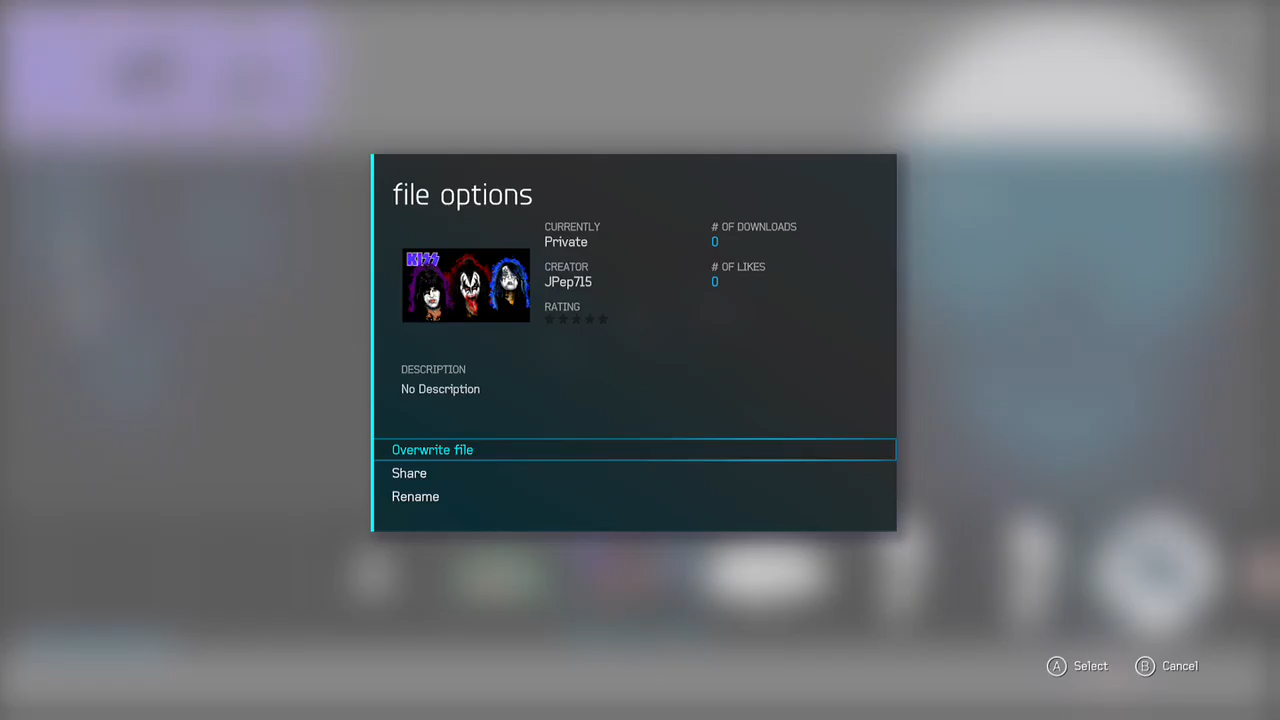 file options
CURRENTLY
Private
# OF DOWNLOADS
0
CREATOR
JPep715
# OF LIKES
0
RATING
KISS
DESCRIPTION
No Description
Overwrite file
Share
Rename
A Select B Cancel